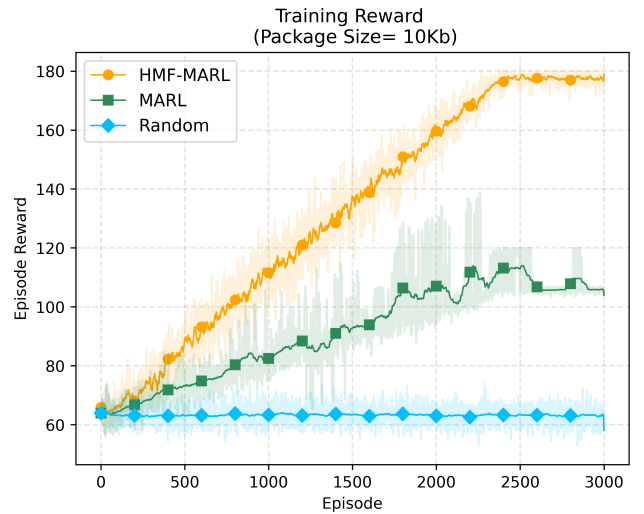 Training Reward
(Package Size= 10Kb)
HMF-MARL
MARL
Random
Episode Reward
180
160
140
120
100
80
60
0 500 1000 1500 2000 2500 3000
Episode